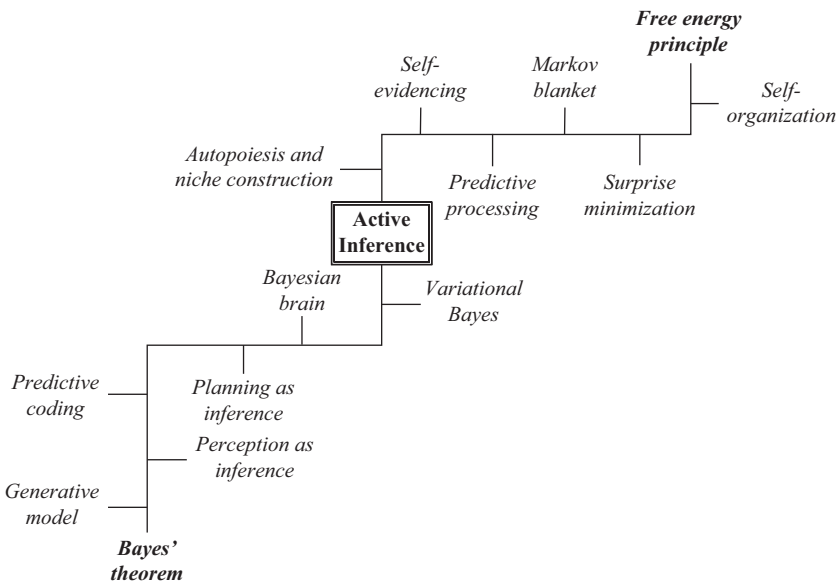 Free energy
principle
Self-
evidencing
Markov
blanket
Self-
organization
Autopoiesis and
niche construction
Predictive
processing
Surprise
minimization
Active
Inference
Bayesian
brain
Variational
Bayes
Predictive
coding
Planning as
inference
Perception as
inference
Generative
model
Bayes’
theorem